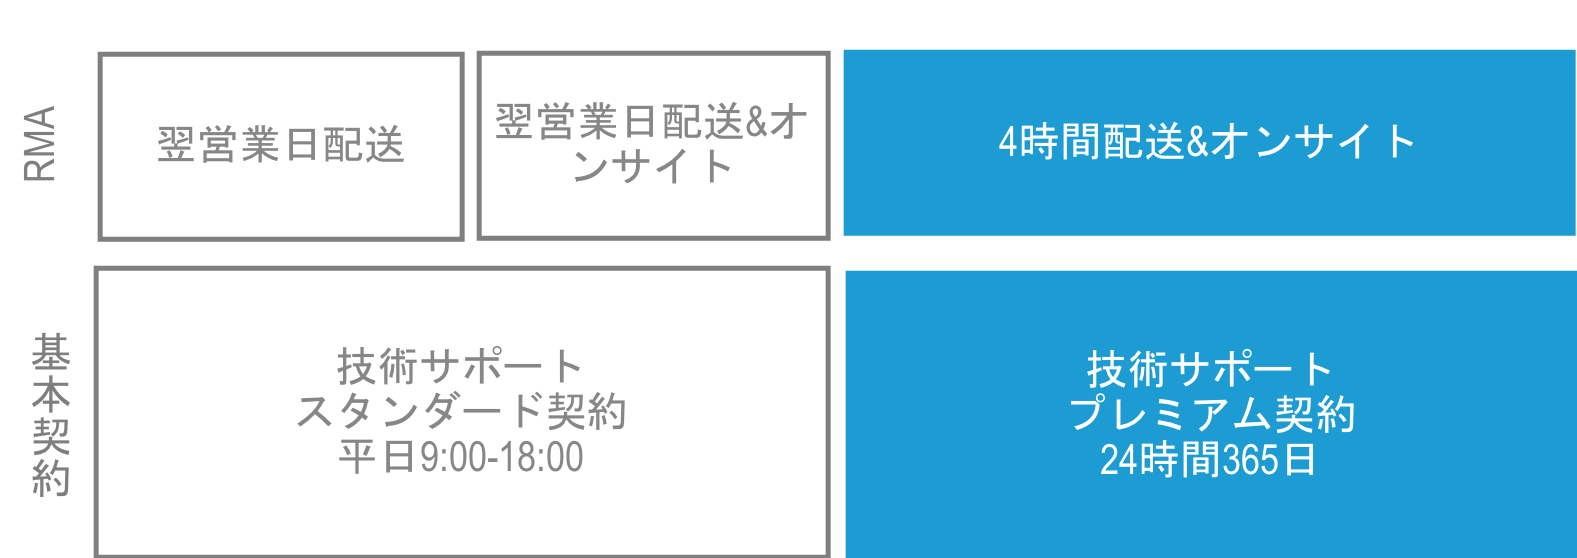 RMA
翌営業日配送
翌営業日配送&オ
ンサイト
4時間配送&オンサイト
基本契約
技術サポート
スタンダード契約
平日9:00-18:00
技術サポート
プレミアム契約
24時間365日